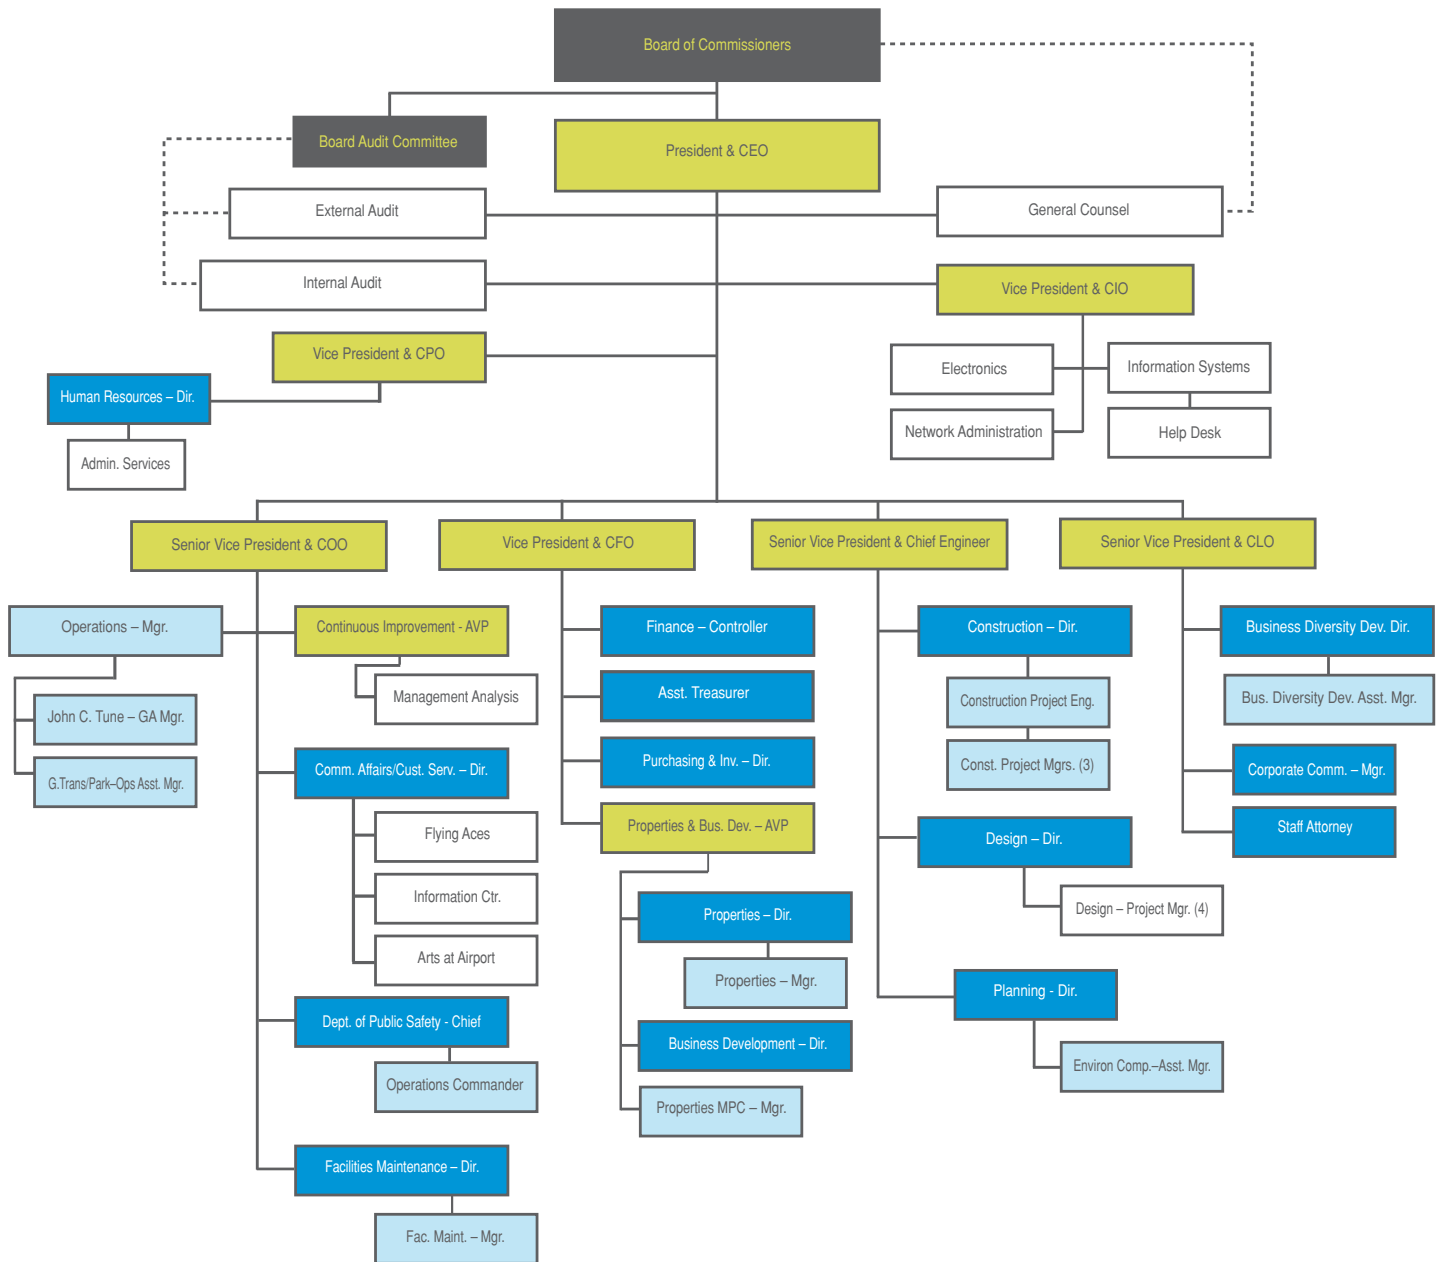 Board of Commissioners
Board Audit Committee
President & CEO
External Audit
General Counsel
Internal Audit
Vice President & CIO
Vice President & CPO
Electronics
Information Systems
Human Resources – Dir.
Network Administration
Help Desk
Admin. Services
Senior Vice President & COO
Vice President & CFO
Senior Vice President & Chief Engineer
Senior Vice President & CLO
Operations – Mgr.
Continuous Improvement - AVP
Management Analysis
John C. Tune – GA Mgr.
G.Trans/Park–Ops Asst. Mgr.
Comm. Affairs/Cust. Serv. – Dir.
Flying Aces
Information Ctr.
Arts at Airport
Dept. of Public Safety - Chief
Operations Commander
Facilities Maintenance – Dir.
Fac. Maint. – Mgr.
Finance – Controller
Asst. Treasurer
Purchasing & Inv. – Dir.
Properties & Bus. Dev. – AVP
Properties – Dir.
Properties – Mgr.
Business Development – Dir.
Properties MPC – Mgr.
Construction – Dir.
Construction Project Eng.
Const. Project Mgrs. (3)
Design – Dir.
Design – Project Mgr. (4)
Planning - Dir.
Environ Comp.–Asst. Mgr.
Business Diversity Dev. Dir.
Bus. Diversity Dev. Asst. Mgr.
Corporate Comm. – Mgr.
Staff Attorney